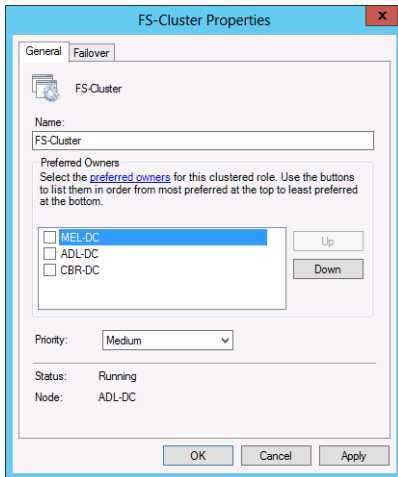 FS-Cluster Properties
x
General Failover
FS-Cluster
Name:
FS-Cluster
Preferred Owners
Select the preferred owners for this clustered role. Use the buttons
to list them in order from most preferred at the top to least preferred
at the bottom.
MEL-DC
Up
ADL-DC
CBR-DC
Down
Priority: Medium
Status: Running
Node: ADL-DC
OK Cancel Apply